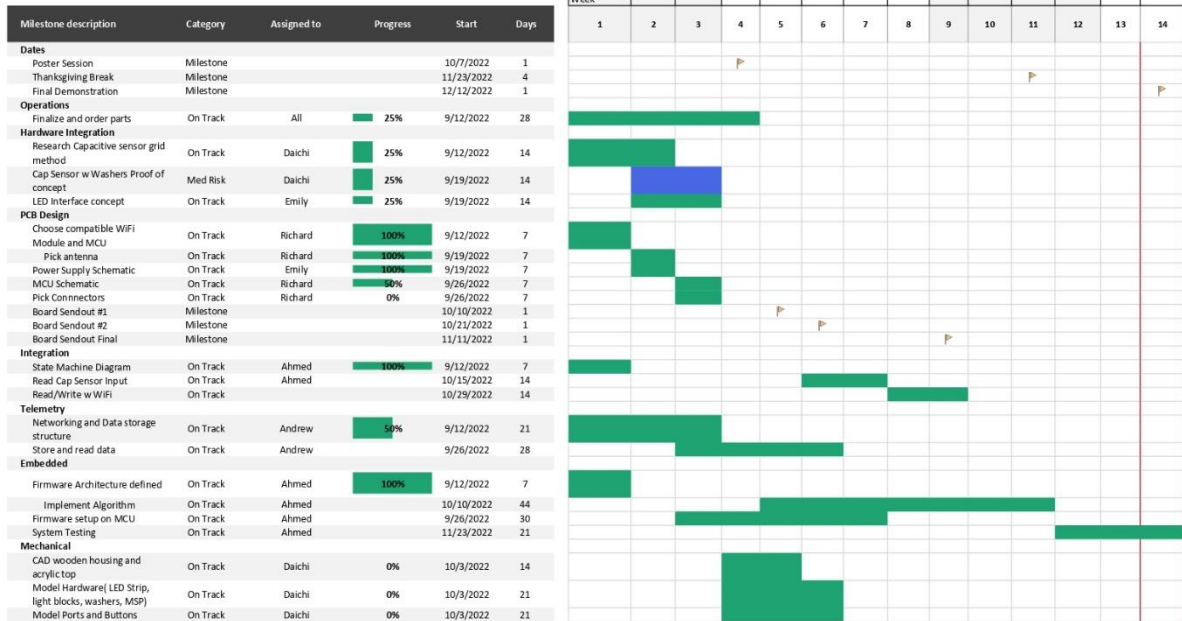 Week
Milestone description Category Assigned to Progress Start Days 1 2 3 4 5 6 7 8 9 10 11 12 13 14
Dates
Poster Session Milestone 10/7/2022 1
Thanksgiving Break Milestone 11/23/2022 4
Final Demonstration Milestone 12/12/2022 1
Operations
Finalize and order parts On Track All 25% 9/12/2022 28
Hardware Integration
Research Capacitive sensor grid
method On Track Daichi 25% 9/12/2022 14
Cap Sensor w Washers Proof of
concept Med Risk Daichi 25% 9/19/2022 14
LED Interface concept On Track Emily 25% 9/19/2022 14
PCB Design
Choose compatible WiFi
Module and MCU On Track Richard 100% 9/12/2022 7
Pick antenna On Track Richard 100% 9/19/2022 7
Power Supply Schematic On Track Emily 100% 9/19/2022 7
MCU Schematic On Track Richard 50% 9/26/2022 7
Pick Connnectors On Track Richard 0% 9/26/2022 7
Board Sendout #1 Milestone 10/10/2022 1
Board Sendout #2 Milestone 10/21/2022 1
Board Sendout Final Milestone 11/11/2022 1
Integration
State Machine Diagram On Track Ahmed 100% 9/12/2022 7
Read Cap Sensor Input On Track Ahmed 10/15/2022 14
Read/Write w WiFi On Track 10/29/2022 14
Telemetry
Networking and Data storage
structure On Track Andrew 50% 9/12/2022 21
Store and read data On Track Andrew 9/26/2022 28
Embedded
Firmware Architecture defined On Track Ahmed 100% 9/12/2022 7
Implement Algorithm On Track Ahmed 10/10/2022 44
Firmware setup on MCU On Track Ahmed 9/26/2022 30
System Testing On Track Ahmed 11/23/2022 21
Mechanical
CAD wooden housing and
acrylic top On Track Daichi 0% 10/3/2022 14
Model Hardware( LED Strip,
light blocks, washers, MSP) On Track Daichi 0% 10/3/2022 21
Model Ports and Buttons On Track Daichi 0% 10/3/2022 21